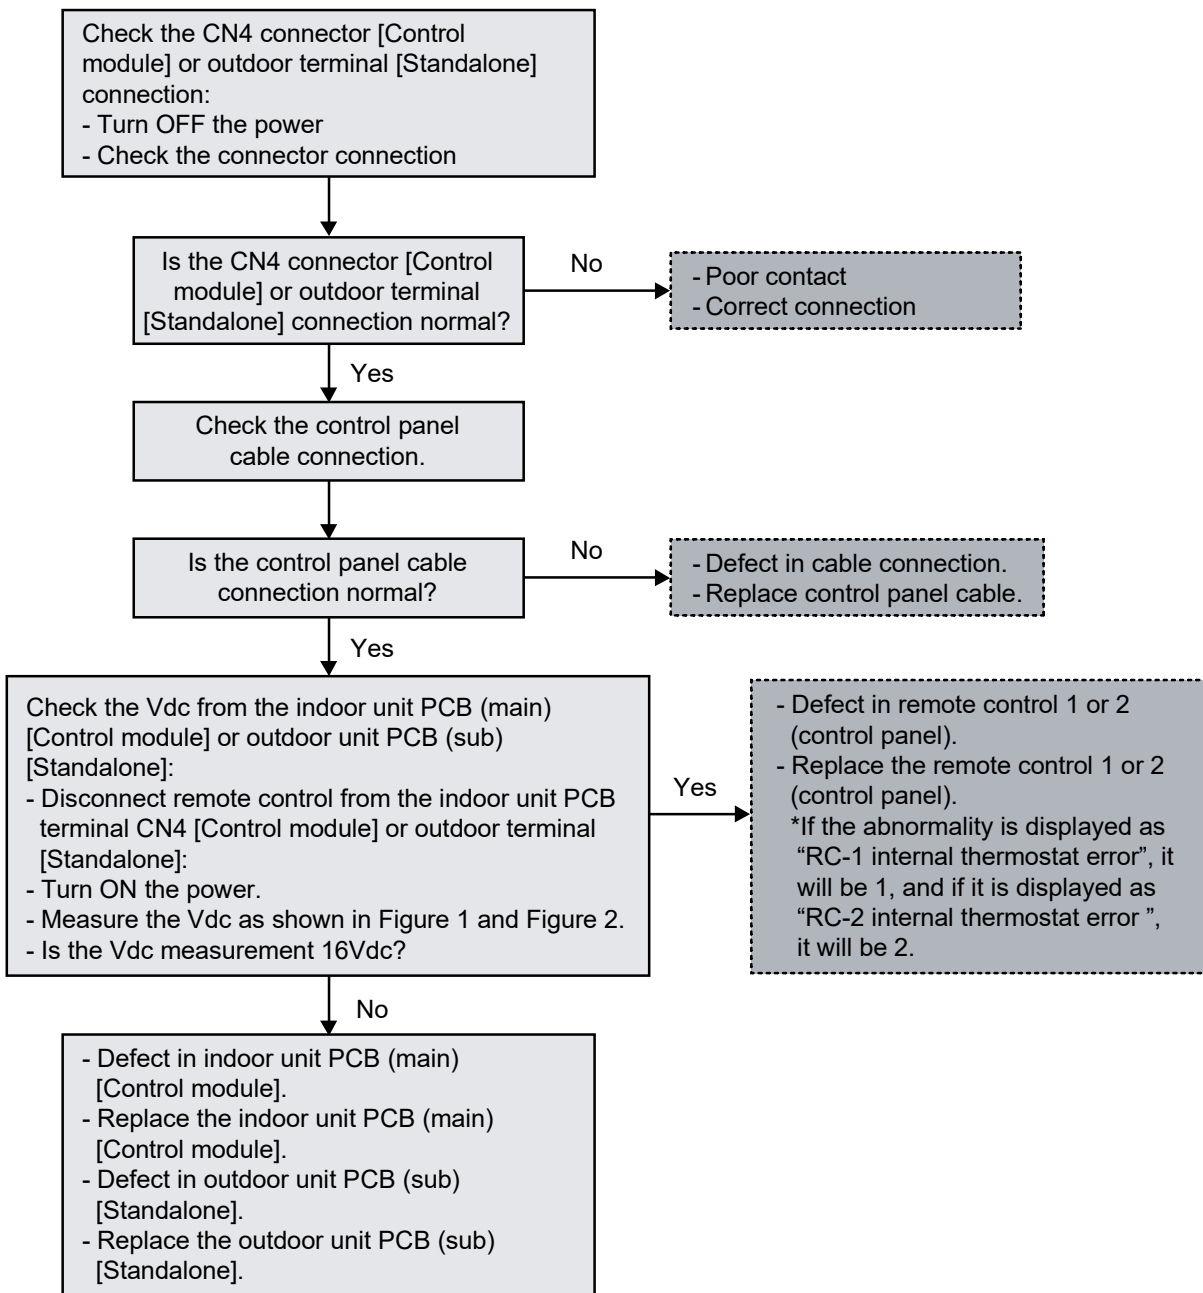 Check the CN4 connector [Control
module] or outdoor terminal [Standalone]
connection:
- Turn OFF the power
- Check the connector connection
Is the CN4 connector [Control
module] or outdoor terminal
[Standalone] connection normal?
No
- Poor contact
- Correct connection
Yes
Check the control panel
cable connection.
Is the control panel cable
connection normal?
No
- Defect in cable connection.
- Replace control panel cable.
Yes
Check the Vdc from the indoor unit PCB (main)
[Control module] or outdoor unit PCB (sub)
[Standalone]:
- Disconnect remote control from the indoor unit PCB
terminal CN4 [Control module] or outdoor terminal
[Standalone]:
- Turn ON the power.
- Measure the Vdc as shown in Figure 1 and Figure 2.
- Is the Vdc measurement 16Vdc?
Yes
- Defect in remote control 1 or 2
(control panel).
- Replace the remote control 1 or 2
(control panel).
*If the abnormality is displayed as
“RC-1 internal thermostat error”, it
will be 1, and if it is displayed as
“RC-2 internal thermostat error ”,
it will be 2.
No
- Defect in indoor unit PCB (main)
[Control module].
- Replace the indoor unit PCB (main)
[Control module].
- Defect in outdoor unit PCB (sub)
[Standalone].
- Replace the outdoor unit PCB (sub)
[Standalone].